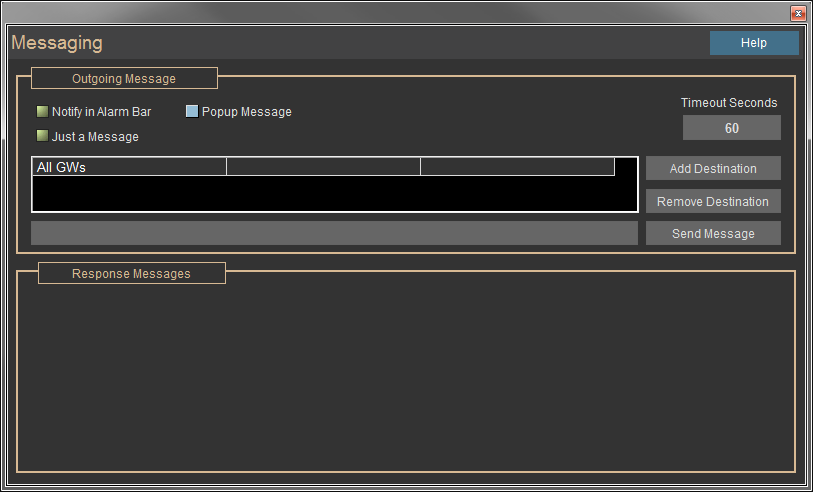 Messaging
Help
Outgoing Message
Notify in Alarm Bar
Popup Message
Timeout Seconds
Just a Message
60
All GWs
Add Destination
Remove Destination
Send Message
Response Messages